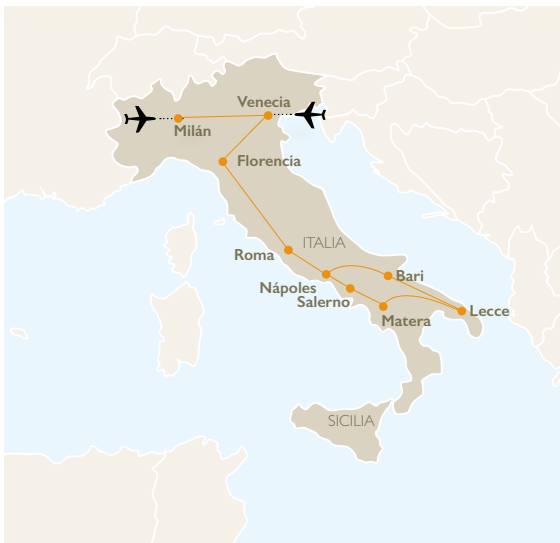 Venecia
Milán
Florencia
ITALIA
Roma
Bari
Nápoles
Salerno
Lecce
Matera
SICILIA